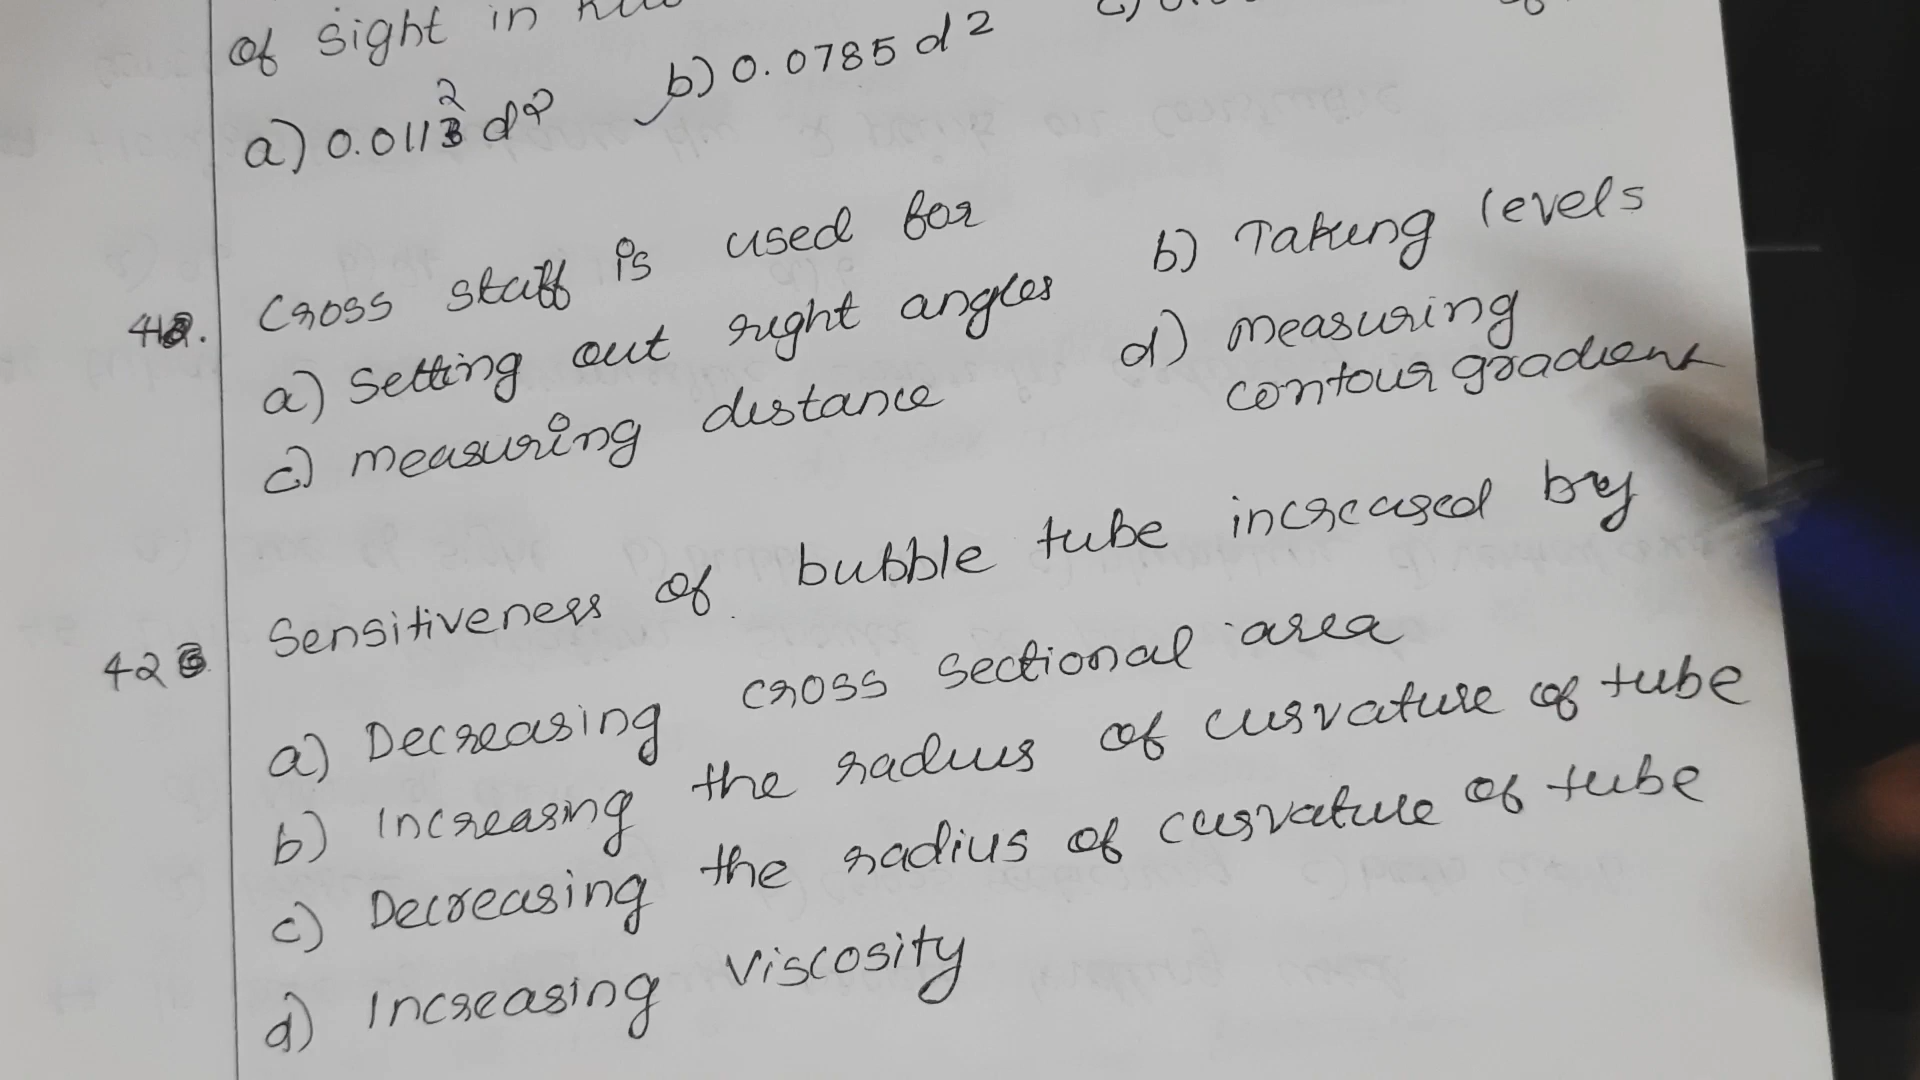 of sight in
a) 0.0112 d2 b) 0.0785 d2
41. Cross staff is used for
a) Setting out right angles b) Taking levels
c) measuring distance d) measuring contour gradient
42 Sensitiveness of bubble tube increased by
a) Decreasing cross sectional area
b) Increasing the radius of curvature of tube
c) Decreasing the radius of curvature of tube
d) Increasing viscosity